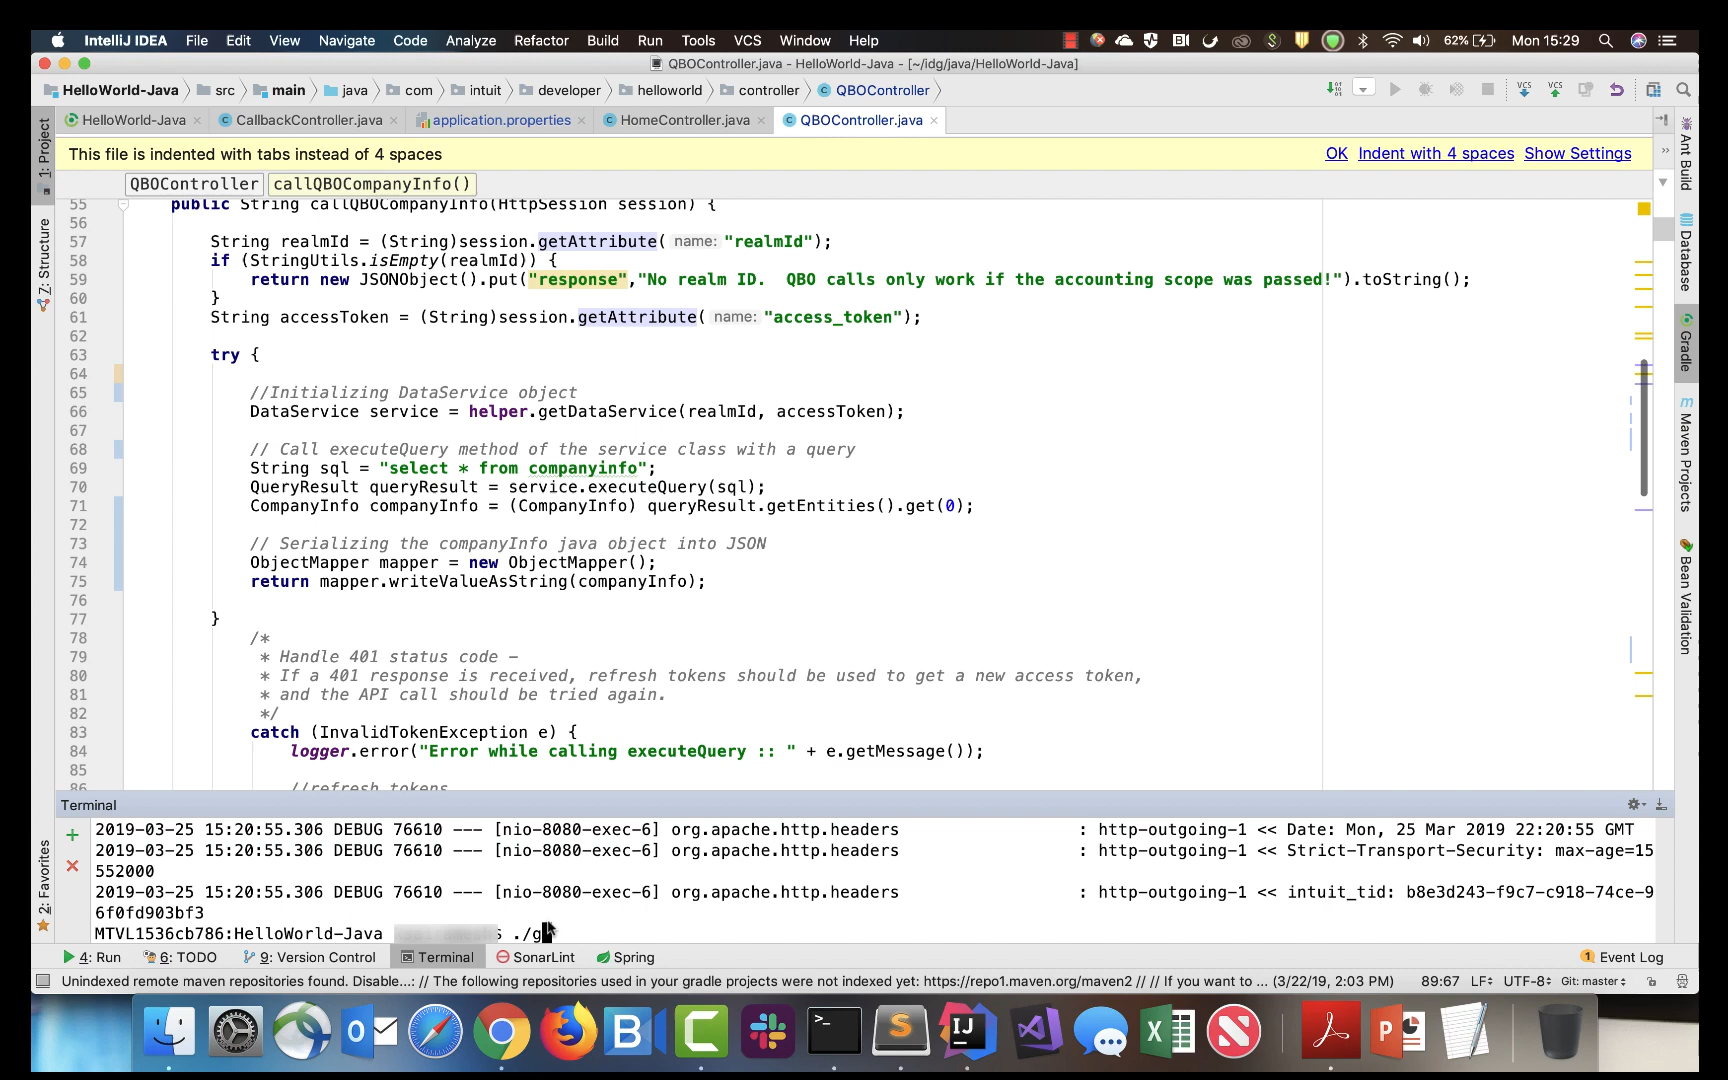 IntelliJ IDEA File Edit View Navigate Code Analyze Refactor Build Run Tools VCS Window Help 62% Mon 15:29
QBOController.java - HelloWorld-Java - [~/idg/java/HelloWorld-Java]
HelloWorld-Java src main java com intuit developer helloworld controller QBOController
HelloWorld-Java CallbackController.java application.properties HomeController.java QBOController.java
This file is indented with tabs instead of 4 spaces OK Indent with 4 spaces Show Settings
QBOController callQBOCompanyInfo()
55 public String callQBOCompanyInfo(HttpSession session) {
56
57 String realmId = (String)session.getAttribute( name: "realmId");
58 if (StringUtils.isEmpty(realmId)) {
59 return new JSONObject().put("response","No realm ID.  QBO calls only work if the accounting scope was passed!").toString();
60 }
61 String accessToken = (String)session.getAttribute( name: "access_token");
62
63 try {
64
65 //Initializing DataService object
66 DataService service = helper.getDataService(realmId, accessToken);
67
68 // Call executeQuery method of the service class with a query
69 String sql = "select * from companyinfo";
70 QueryResult queryResult = service.executeQuery(sql);
71 CompanyInfo companyInfo = (CompanyInfo) queryResult.getEntities().get(0);
72
73 // Serializing the companyInfo java object into JSON
74 ObjectMapper mapper = new ObjectMapper();
75 return mapper.writeValueAsString(companyInfo);
76
77 }
78 /*
79 * Handle 401 status code -
80 * If a 401 response is received, refresh tokens should be used to get a new access token,
81 * and the API call should be tried again.
82 */
83 catch (InvalidTokenException e) {
84 logger.error("Error while calling executeQuery :: " + e.getMessage());
85
86 //refresh tokens
Terminal
2019-03-25 15:20:55.306 DEBUG 76610 --- [nio-8080-exec-6] org.apache.http.headers : http-outgoing-1 << Date: Mon, 25 Mar 2019 22:20:55 GMT
2019-03-25 15:20:55.306 DEBUG 76610 --- [nio-8080-exec-6] org.apache.http.headers : http-outgoing-1 << Strict-Transport-Security: max-age=15
552000
2019-03-25 15:20:55.306 DEBUG 76610 --- [nio-8080-exec-6] org.apache.http.headers : http-outgoing-1 << intuit_tid: b8e3d243-f9c7-c918-74ce-9
6f0fd903bf3
MTVL1536cb786:HelloWorld-Java $ ./g
4: Run 6: TODO 9: Version Control Terminal SonarLint Spring 1 Event Log
Unindexed remote maven repositories found. Disable...: // The following repositories used in your gradle projects were not indexed yet: https://repo1.maven.org/maven2 // // If you want to ... (3/22/19, 2:03 PM) 89:67 LF UTF-8 Git: master
1: Project
7: Structure
2: Favorites
Ant Build
Database
Gradle
Maven Projects
Bean Validation